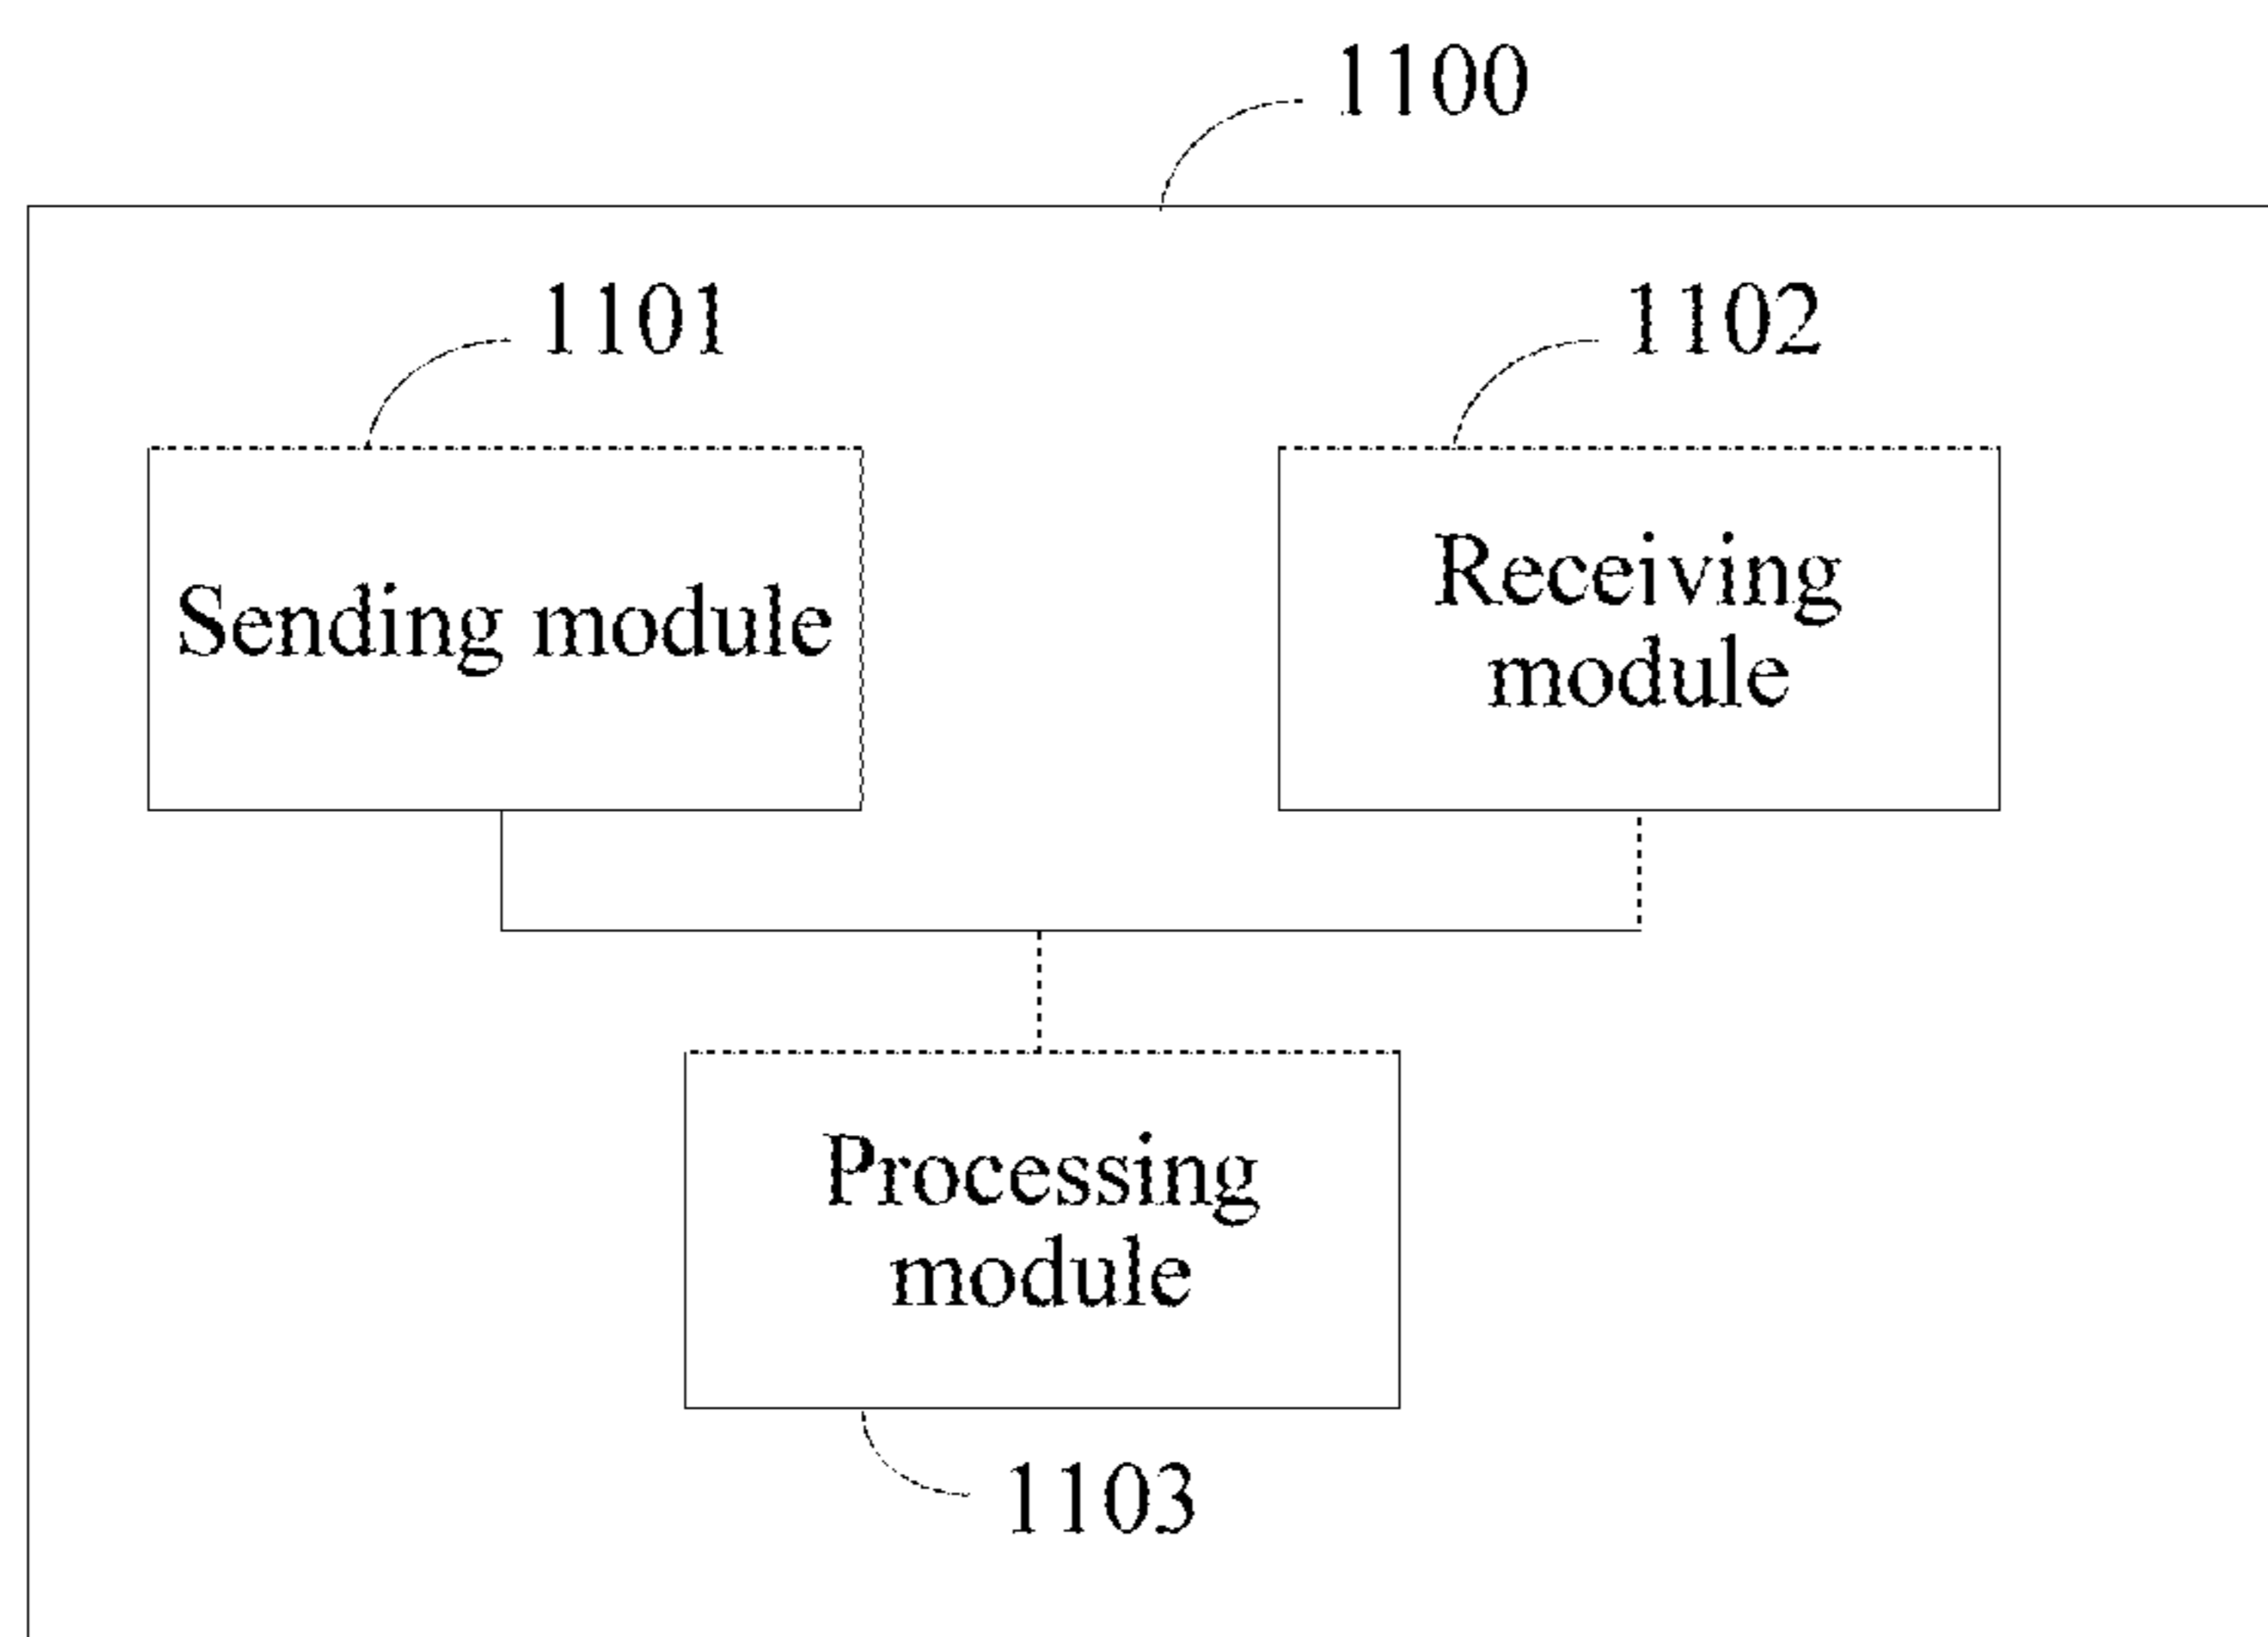 1100
1101
1102
Sending module
Receiving
module
Processing
module
1103